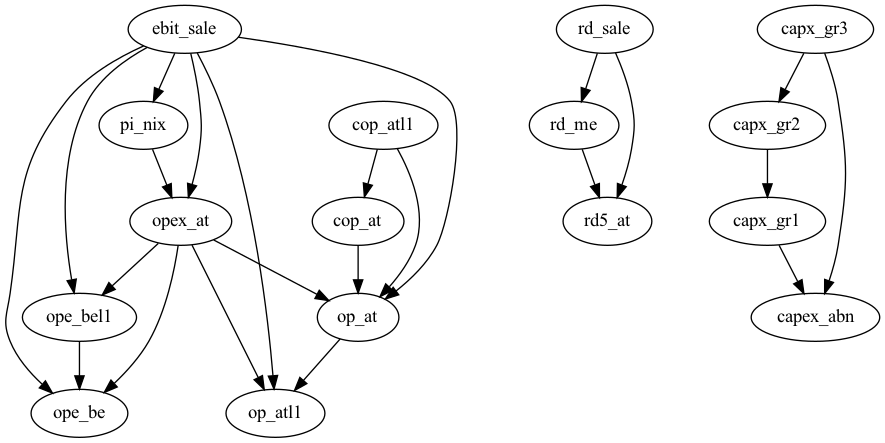 ebit_sale
rd_sale
capx_gr3
pi_nix
cop_atl1
rd_me
capx_gr2
opex_at
cop_at
rd5_at
capx_gr1
ope_bel1
op_at
capex_abn
ope_be
op_atl1